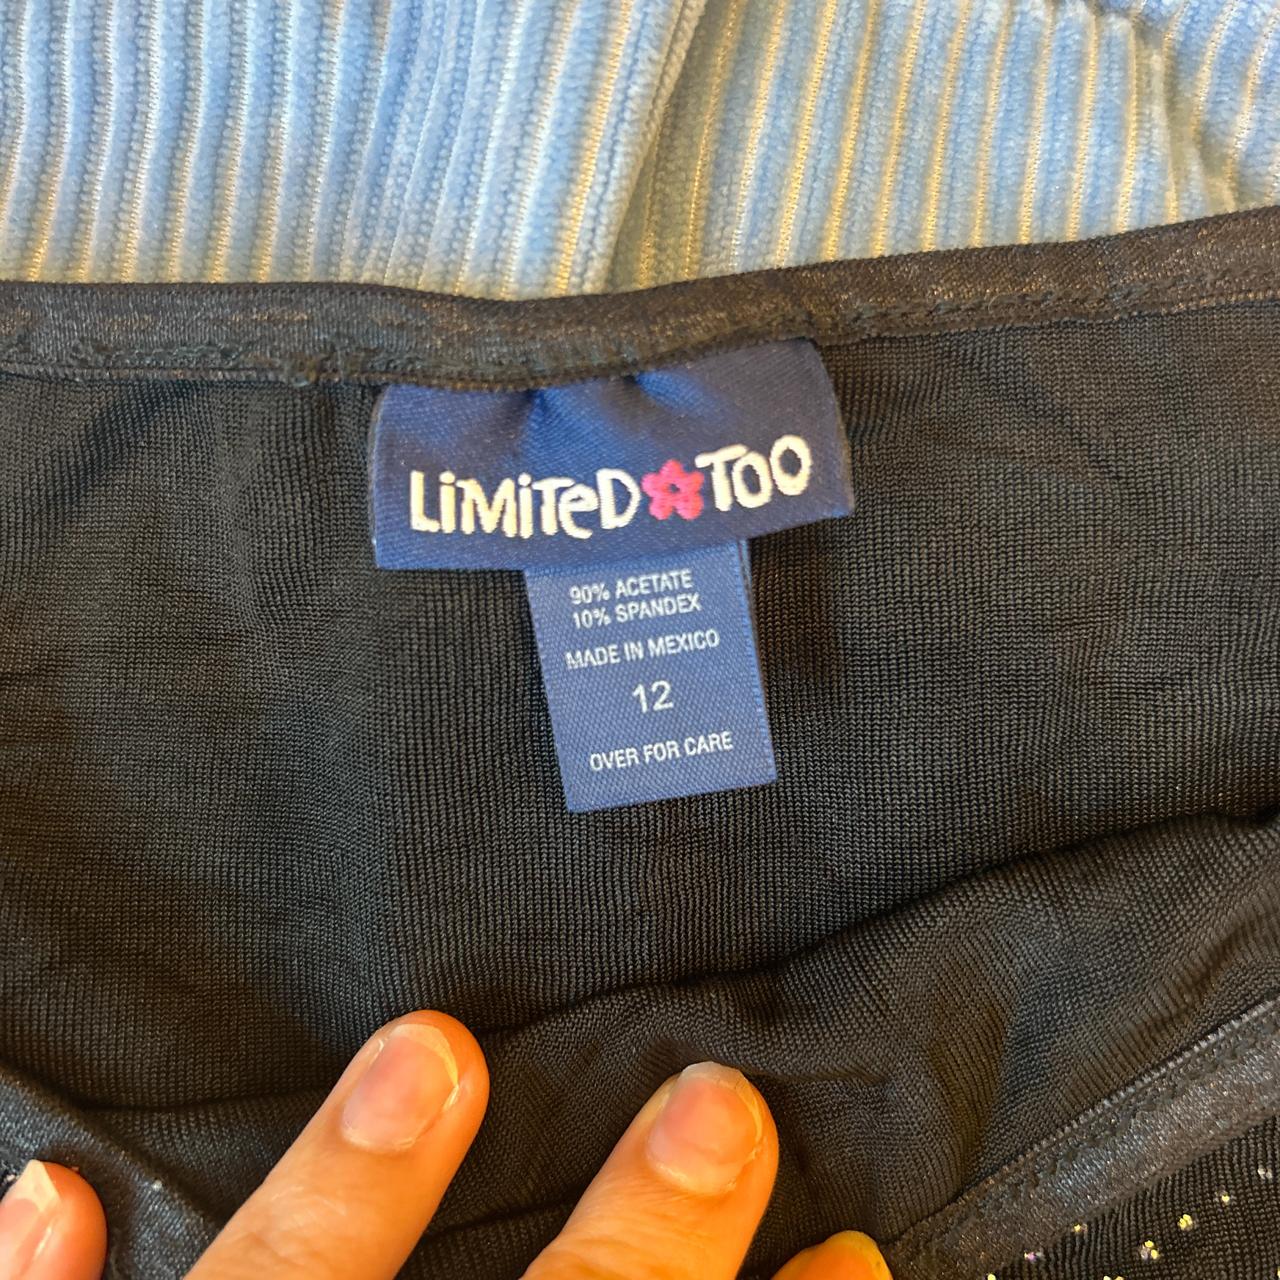 LiMiTeD TOO
90% ACETATE
10% SPANDEX
MADE IN MEXICO
12
OVER FOR CARE